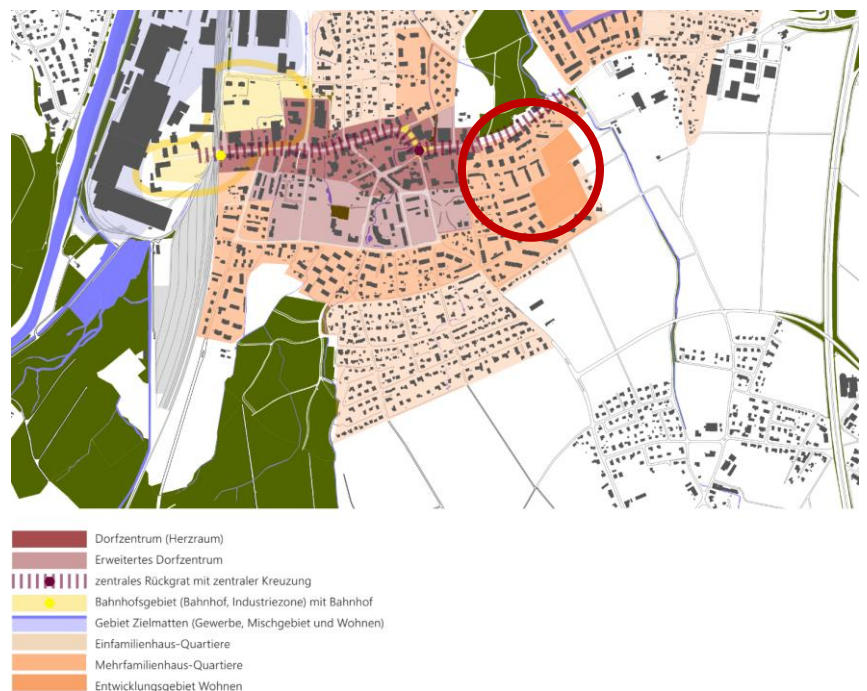 Dorfzentrum (Herzraum)
Erweitertes Dorfzentrum
zentrales Rückgrat mit zentraler Kreuzung
Bahnhofsgebiet (Bahnhof, Industriezone) mit Bahnhof
Gebiet Zielmatten (Gewerbe, Mischgebiet und Wohnen)
Einfamilienhaus-Quartiere
Mehrfamilienhaus-Quartiere
Entwicklungsgebiet Wohnen